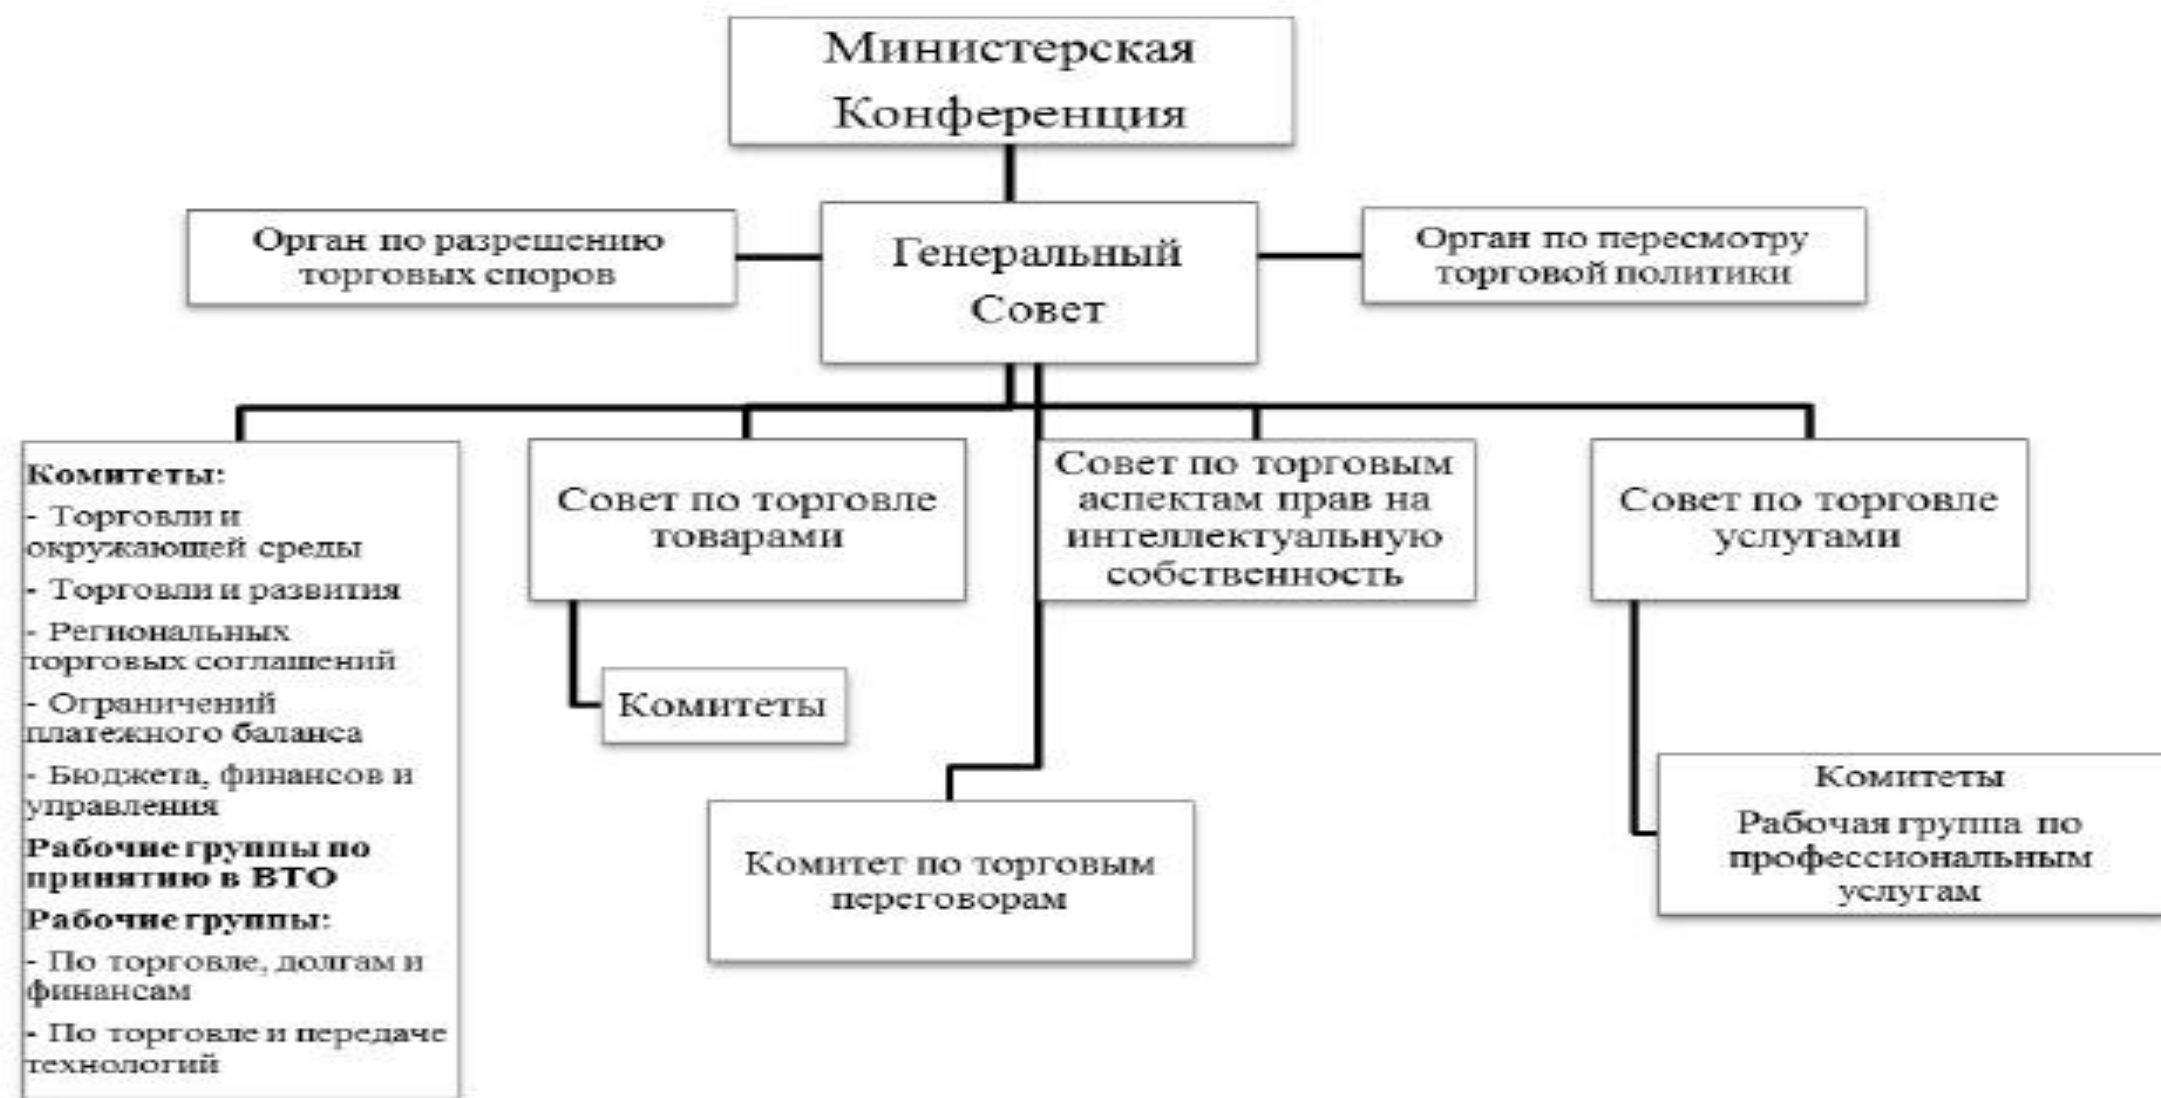 Министерская
Конференция
Орган по разрешению
торговых споров
Генеральный
Совет
Орган по пересмотру
торговой политики
Комитеты:
- Торговли и
окружающей среды
- Торговли и развития
- Региональных
торговых соглашений
- Ограничений
платежного баланса
- Бюджета, финансов и
управления
Рабочие группы по
принятию в ВТО
Рабочие группы:
- По торговле, долгам и
финансам
- По торговле и передаче
технологий
Совет по торговле
товарами
Комитеты
Совет по торговым
аспектам прав на
интеллектуальную
собственность
Комитет по торговым
переговорам
Совет по торговле
услугами
Комитеты
Рабочая группа по
профессиональным
услугам